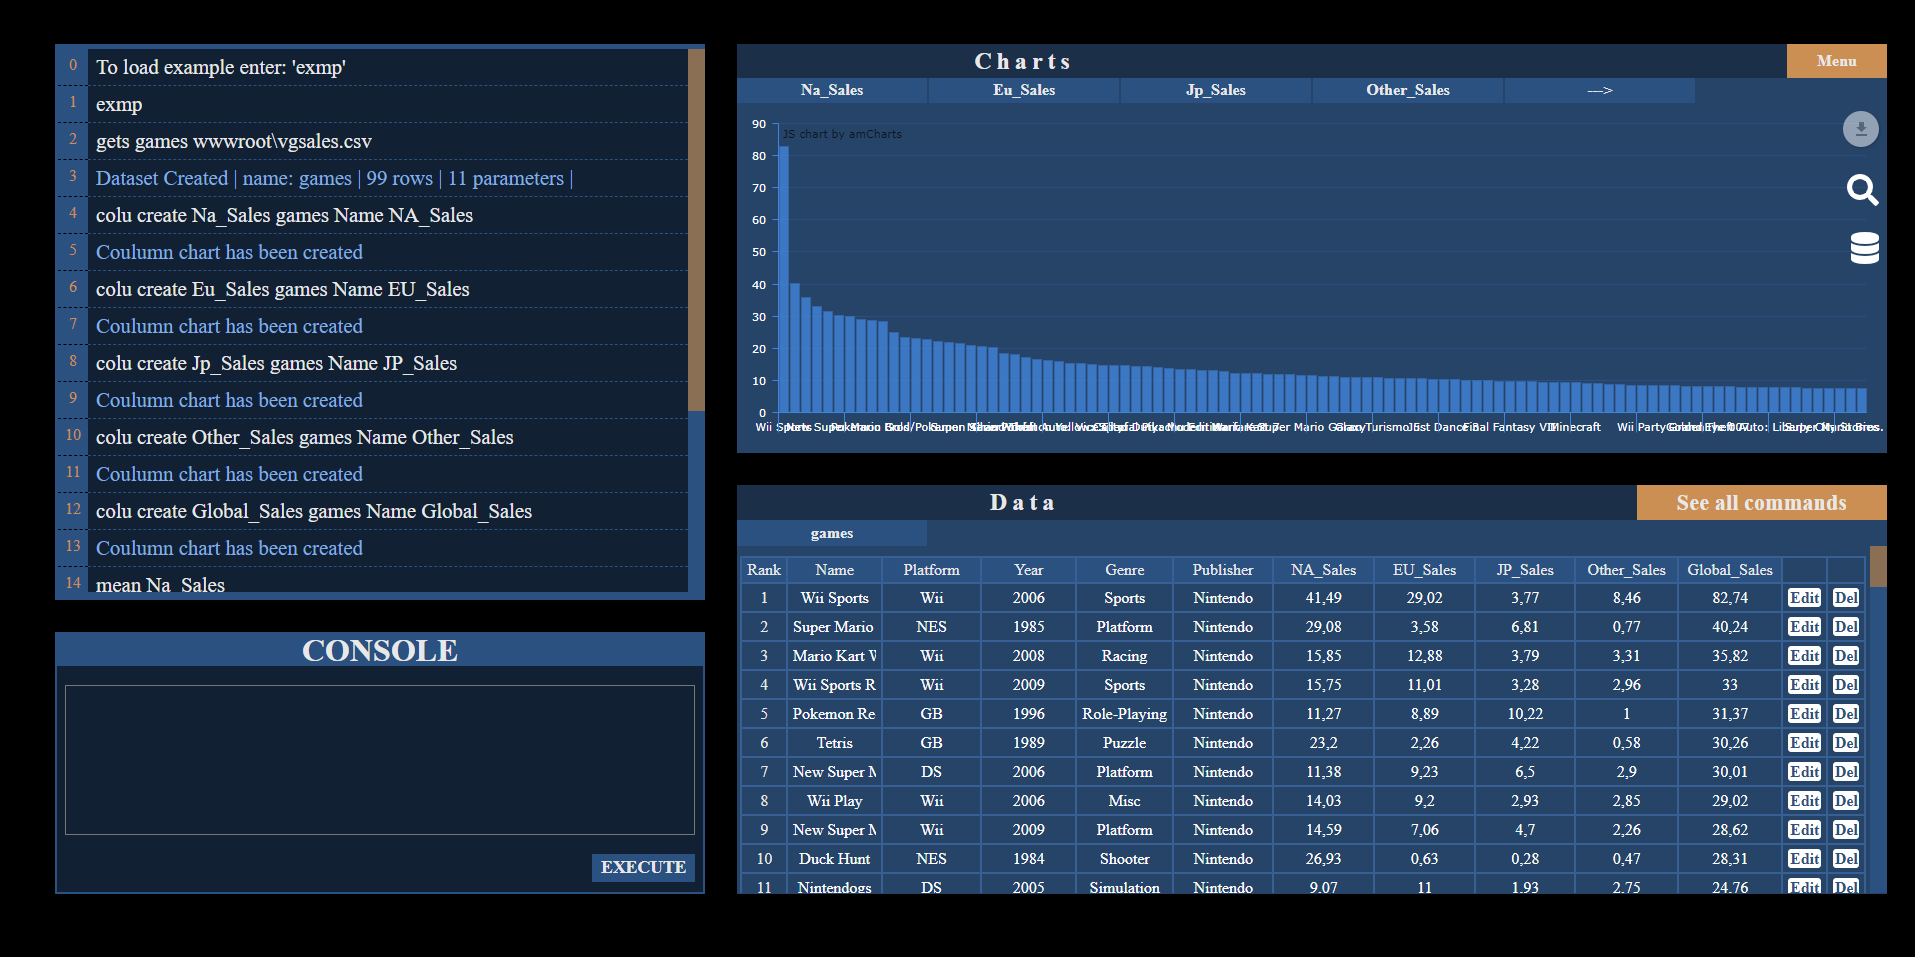 0 To load example enter: 'exmp'
1 exmp
2 gets games wwwroot\vgsales.csv
3 Dataset Created | name: games | 99 rows | 11 parameters |
4 colu create Na_Sales games Name NA_Sales
5 Coulumn chart has been created
6 colu create Eu_Sales games Name EU_Sales
7 Coulumn chart has been created
8 colu create Jp_Sales games Name JP_Sales
9 Coulumn chart has been created
10 colu create Other_Sales games Name Other_Sales
11 Coulumn chart has been created
12 colu create Global_Sales games Name Global_Sales
13 Coulumn chart has been created
14 mean Na_Sales
CONSOLE
EXECUTE
Charts Menu
Na_Sales Eu_Sales Jp_Sales Other_Sales --->
JS chart by amCharts
90
80
70
60
50
40
30
20
10
0
Wii Sports New Super Mario Gran Turismo 5 Just Dance 3 Final Fantasy VII Minecraft Wii Party Super Mario Bros.
Data See all commands
games
Rank Name Platform Year Genre Publisher NA_Sales EU_Sales JP_Sales Other_Sales Global_Sales
1 Wii Sports Wii 2006 Sports Nintendo 41,49 29,02 3,77 8,46 82,74 Edit Del
2 Super Mario NES 1985 Platform Nintendo 29,08 3,58 6,81 0,77 40,24 Edit Del
3 Mario Kart Wii 2008 Racing Nintendo 15,85 12,88 3,79 3,31 35,82 Edit Del
4 Wii Sports R Wii 2009 Sports Nintendo 15,75 11,01 3,28 2,96 33 Edit Del
5 Pokemon Re GB 1996 Role-Playing Nintendo 11,27 8,89 10,22 1 31,37 Edit Del
6 Tetris GB 1989 Puzzle Nintendo 23,2 2,26 4,22 0,58 30,26 Edit Del
7 New Super DS 2006 Platform Nintendo 11,38 9,23 6,5 2,9 30,01 Edit Del
8 Wii Play Wii 2006 Misc Nintendo 14,03 9,2 2,93 2,85 29,02 Edit Del
9 New Super Wii 2009 Platform Nintendo 14,59 7,06 4,7 2,26 28,62 Edit Del
10 Duck Hunt NES 1984 Shooter Nintendo 26,93 0,63 0,28 0,47 28,31 Edit Del
11 Nintendogs DS 2005 Simulation Nintendo 9,07 11 1,93 2,75 24,76 Edit Del